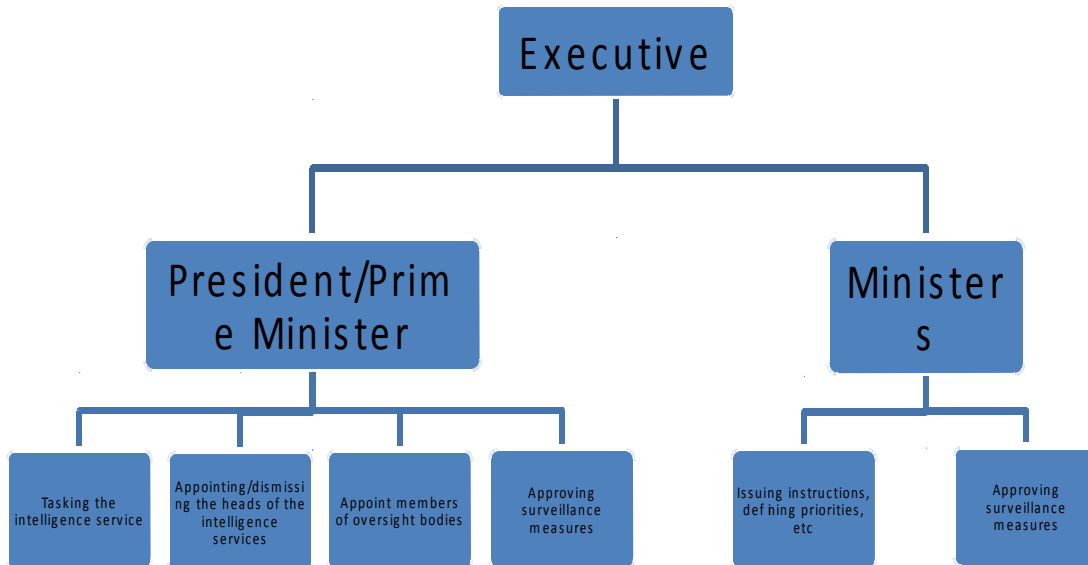 Executive
President/Prim
e Minister
Minister
s
Tasking the
intelligence service
Appointing/dismissi
ng the heads of the
intelligence
services
Appoint members
of oversight bodies
Approving
surveillance
measures
Issuing instructions,
def hing priorities,
etc
Approving
surveillance
measures